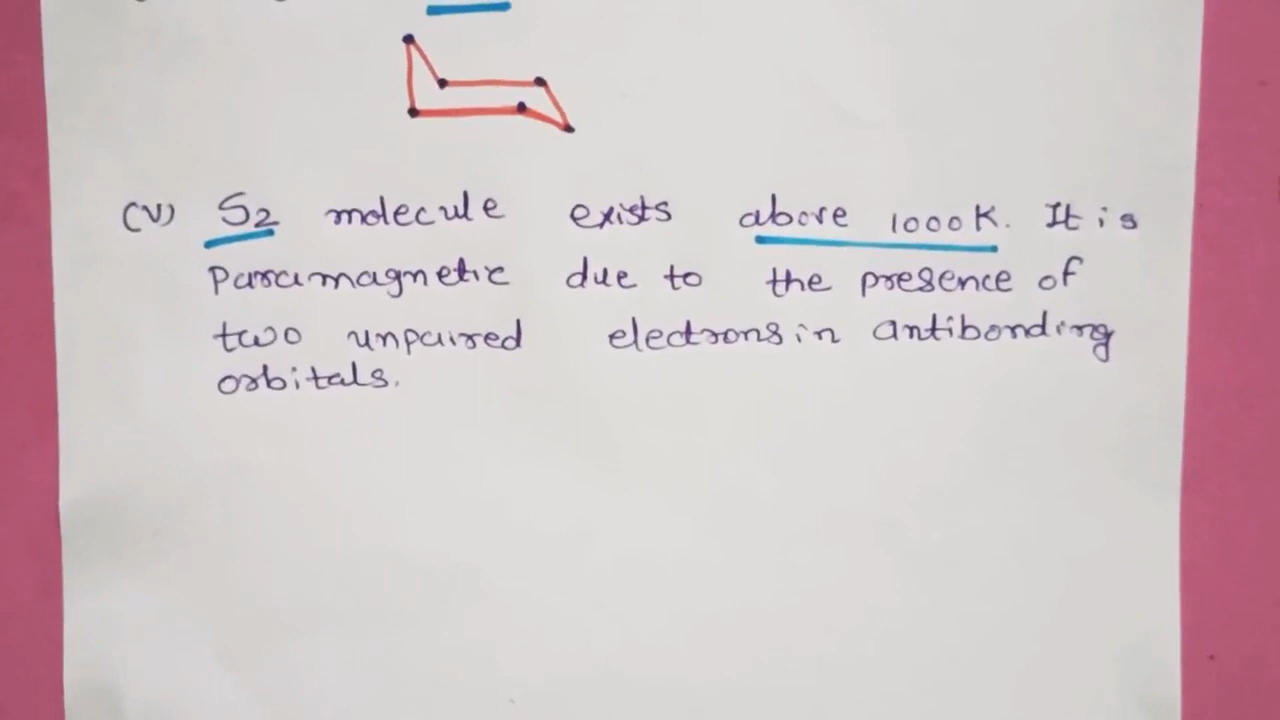 (V) S2 molecule exists above 1000K. It is
Paramagnetic due to the presence of
two unpaired electrons in antibonding
orbitals.